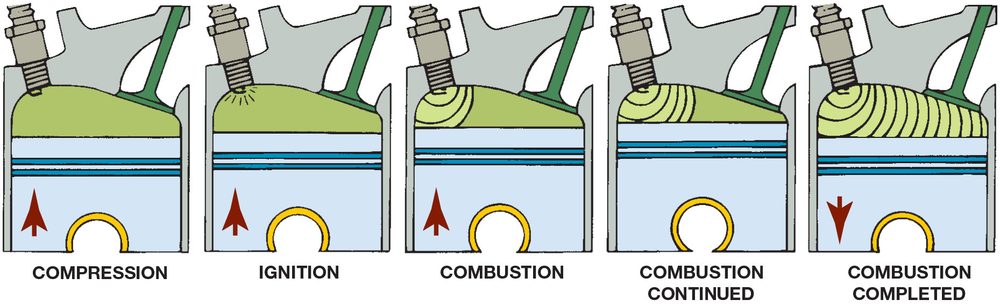 COMPRESSION
IGNITION
COMBUSTION
COMBUSTION
CONTINUED
COMBUSTION
COMPLETED